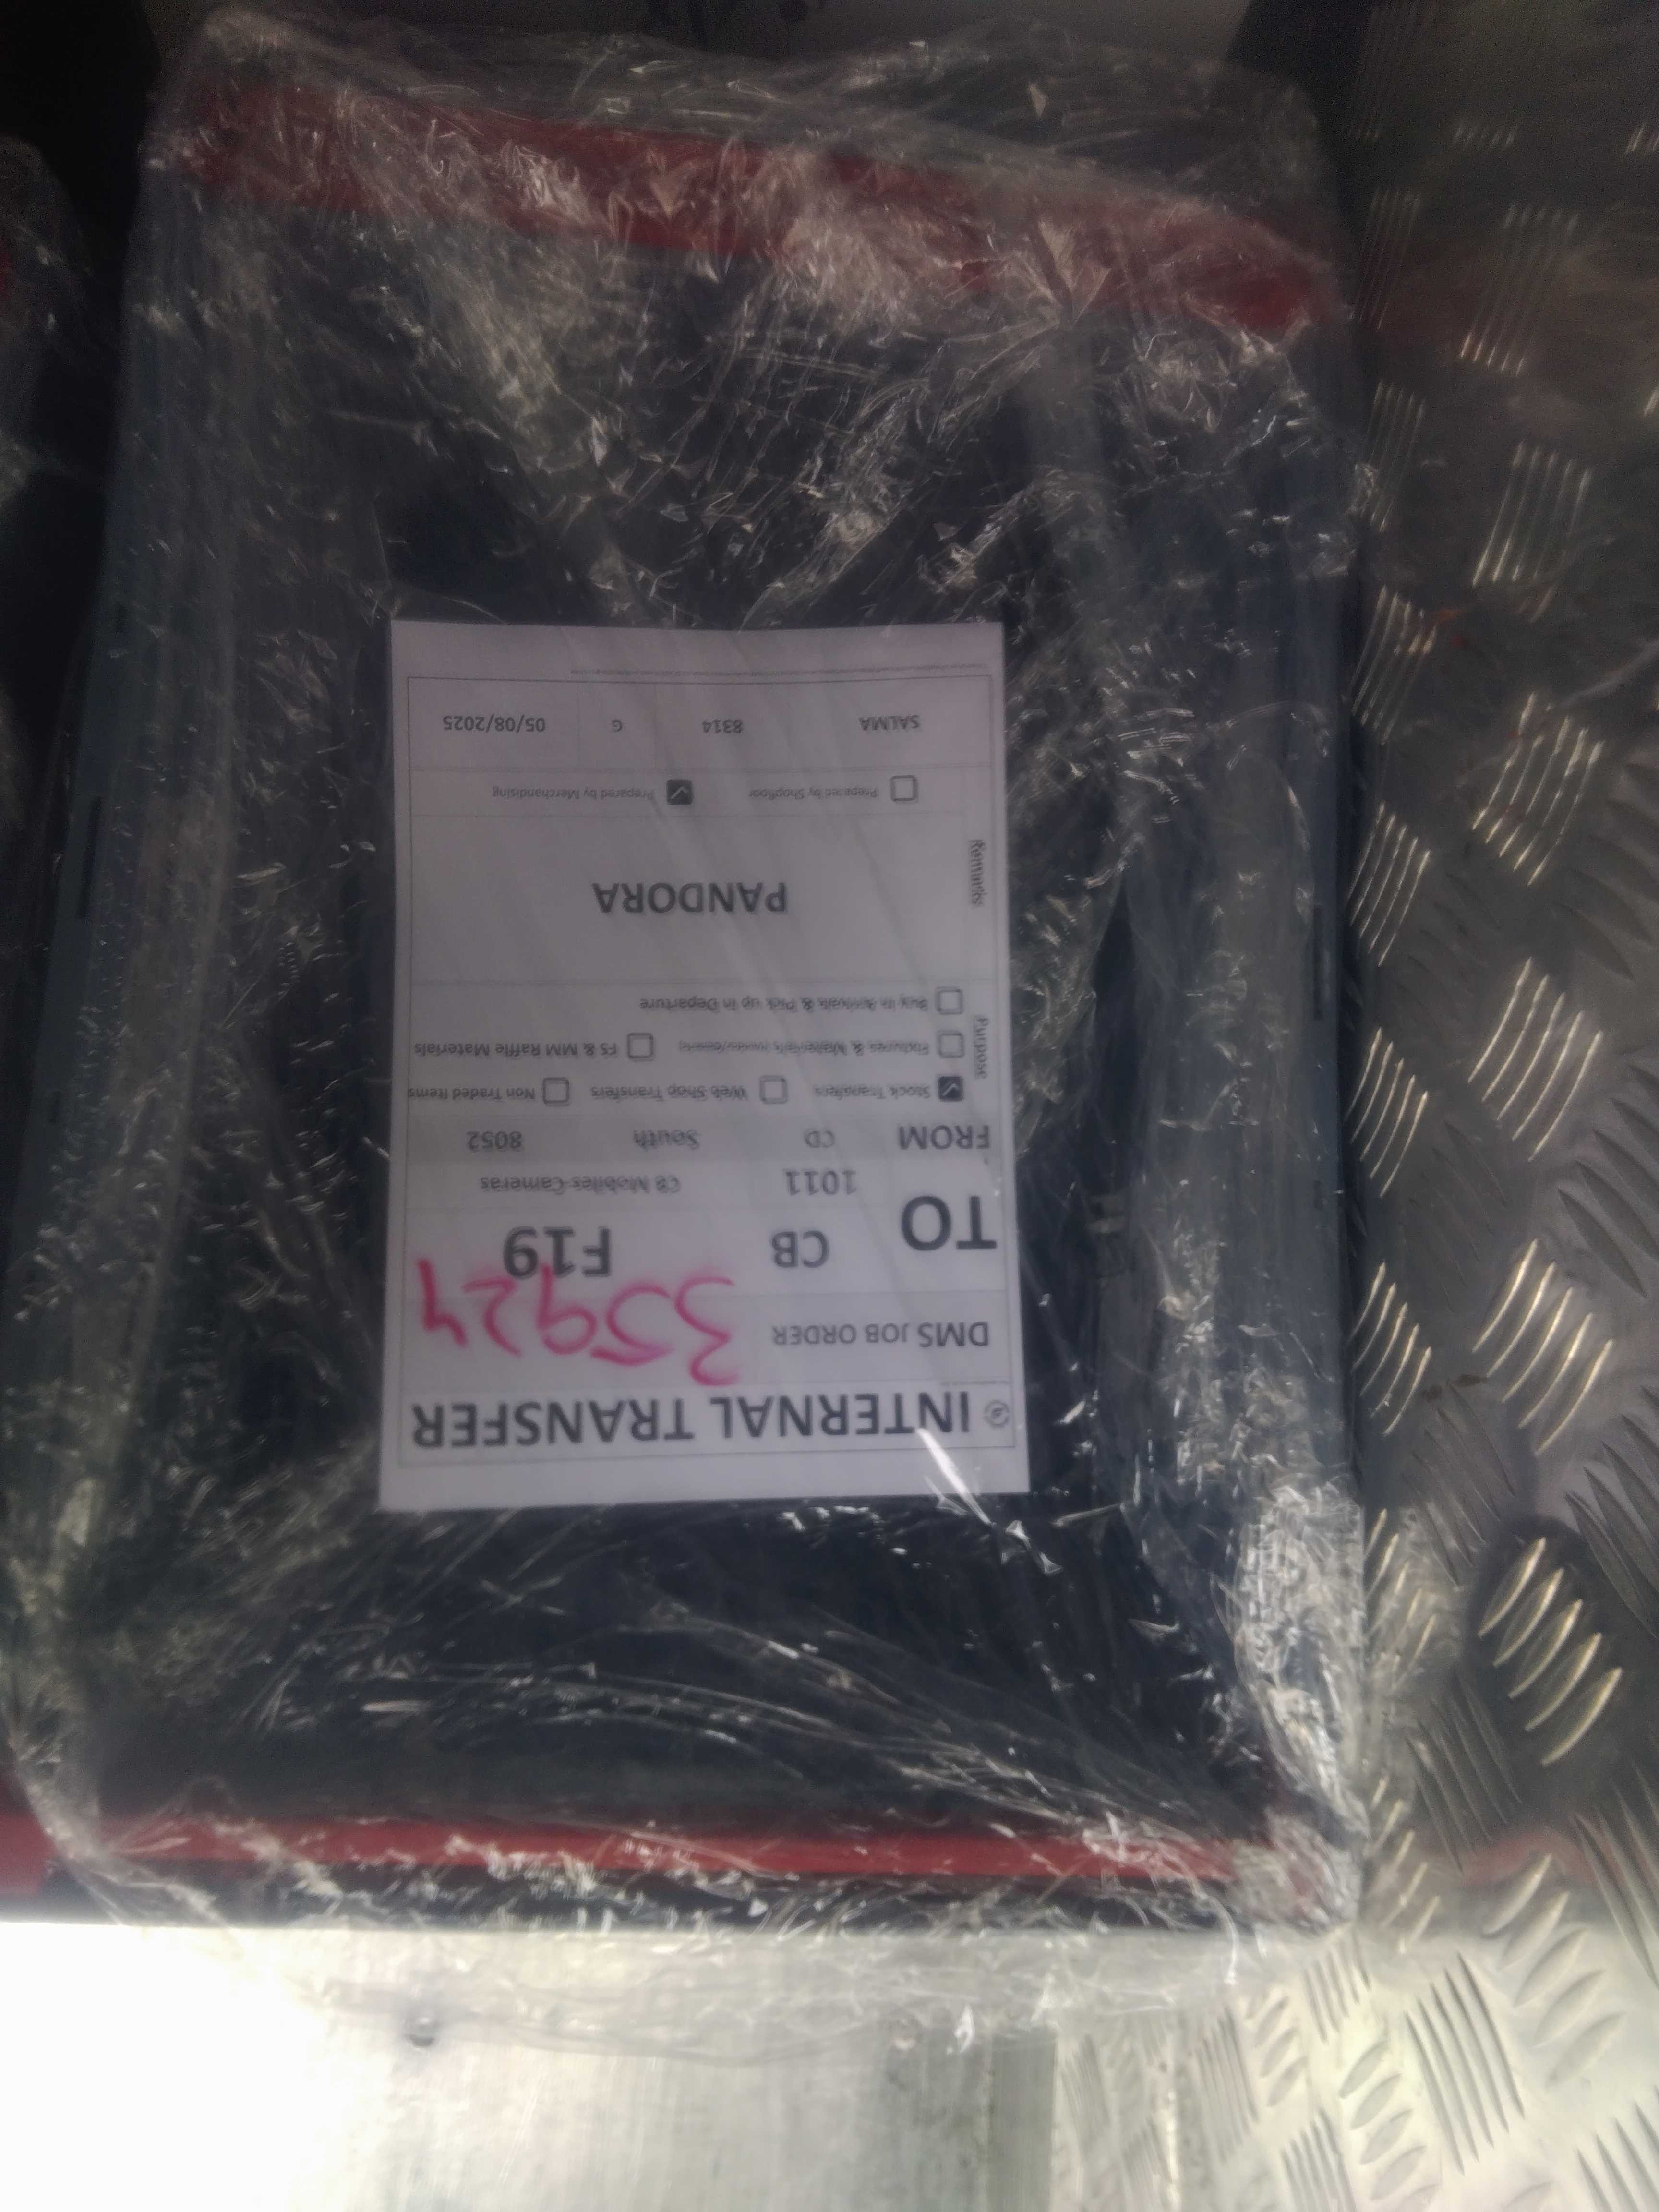 INTERNAL TRANSFER
DMS JOB ORDER 35924
TO CB F19
1011 CB Mobiles-Cameras
FROM CD South 8052
Purpose
Stock Transfers Web Shop Transfers Non Traded Items
Fixtures & Materials FS & MM Raffle Materials
Buy in Arrivals & Pick up in Departure
Remarks
PANDORA
Prepared by Shopfloor Prepared by Merchandising
SALMA 8314 G 05/08/2025